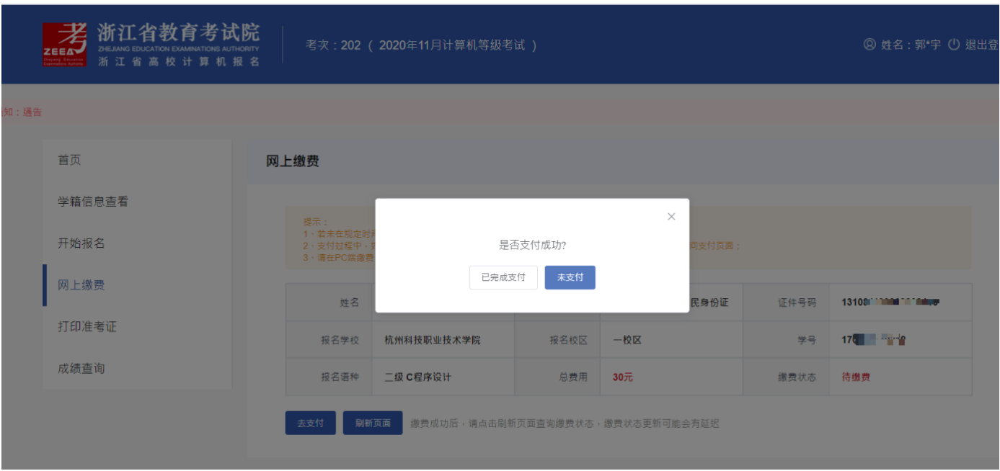 浙江省教育考试院
ZHEJIANG EDUCATION EXAMINATIONS AUTHORITY
浙江省高校计算机报名
考
ZEEA
Zhejiang Education
Examinations Authority
考次：202 （ 2020年11月计算机等级考试 ）
姓名：郭*宇 退出登
知：通告
首页
学籍信息查看
开始报名
网上缴费
打印准考证
成绩查询
网上缴费
提示：
1、若未在规定时
2、支付过程中，
支付页面；
3、请在PC端缴费
×
是否支付成功?
已完成支付 未支付
姓名 民身份证 证件号码 13108
报名学校 杭州科技职业技术学院 报名校区 一校区 学号 17
报名语种 二级 C程序设计 总费用 30元 缴费状态 待缴费
去支付 刷新页面 缴费成功后，请点击刷新页面查询缴费状态，缴费状态更新可能会有延迟